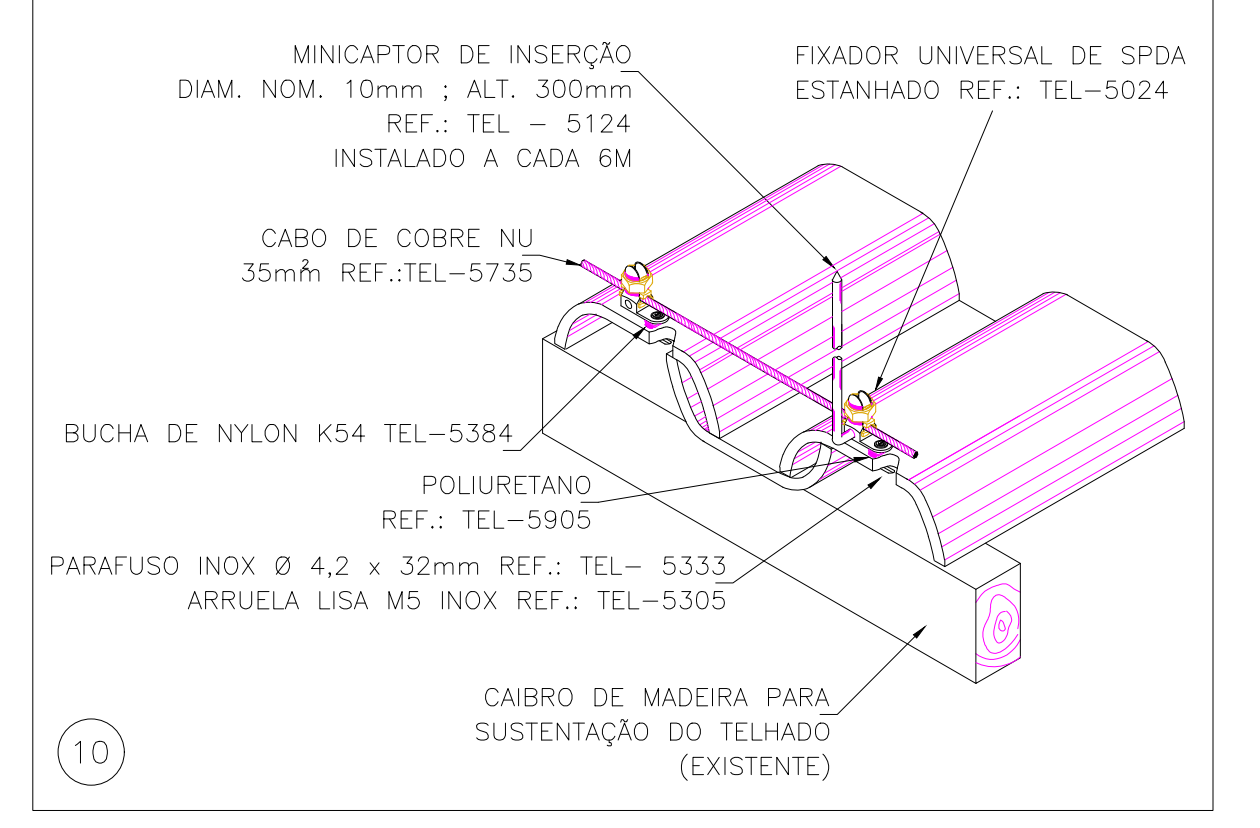 MINICAPTOR DE INSERÇÃO
DIAM. NOM. 10mm ; ALT. 300mm
REF.: TEL - 5124
INSTALADO A CADA 6M
FIXADOR UNIVERSAL DE SPDA
ESTANHADO REF.: TEL-5024
CABO DE COBRE NU
35mm² REF.:TEL-5735
BUCHA DE NYLON K54 TEL-5384
POLIURETANO
REF.: TEL-5905
PARAFUSO INOX Ø 4,2 x 32mm REF.: TEL- 5333
ARRUELA LISA M5 INOX REF.: TEL-5305
CAIBRO DE MADEIRA PARA
SUSTENTAÇÃO DO TELHADO
(EXISTENTE)
10